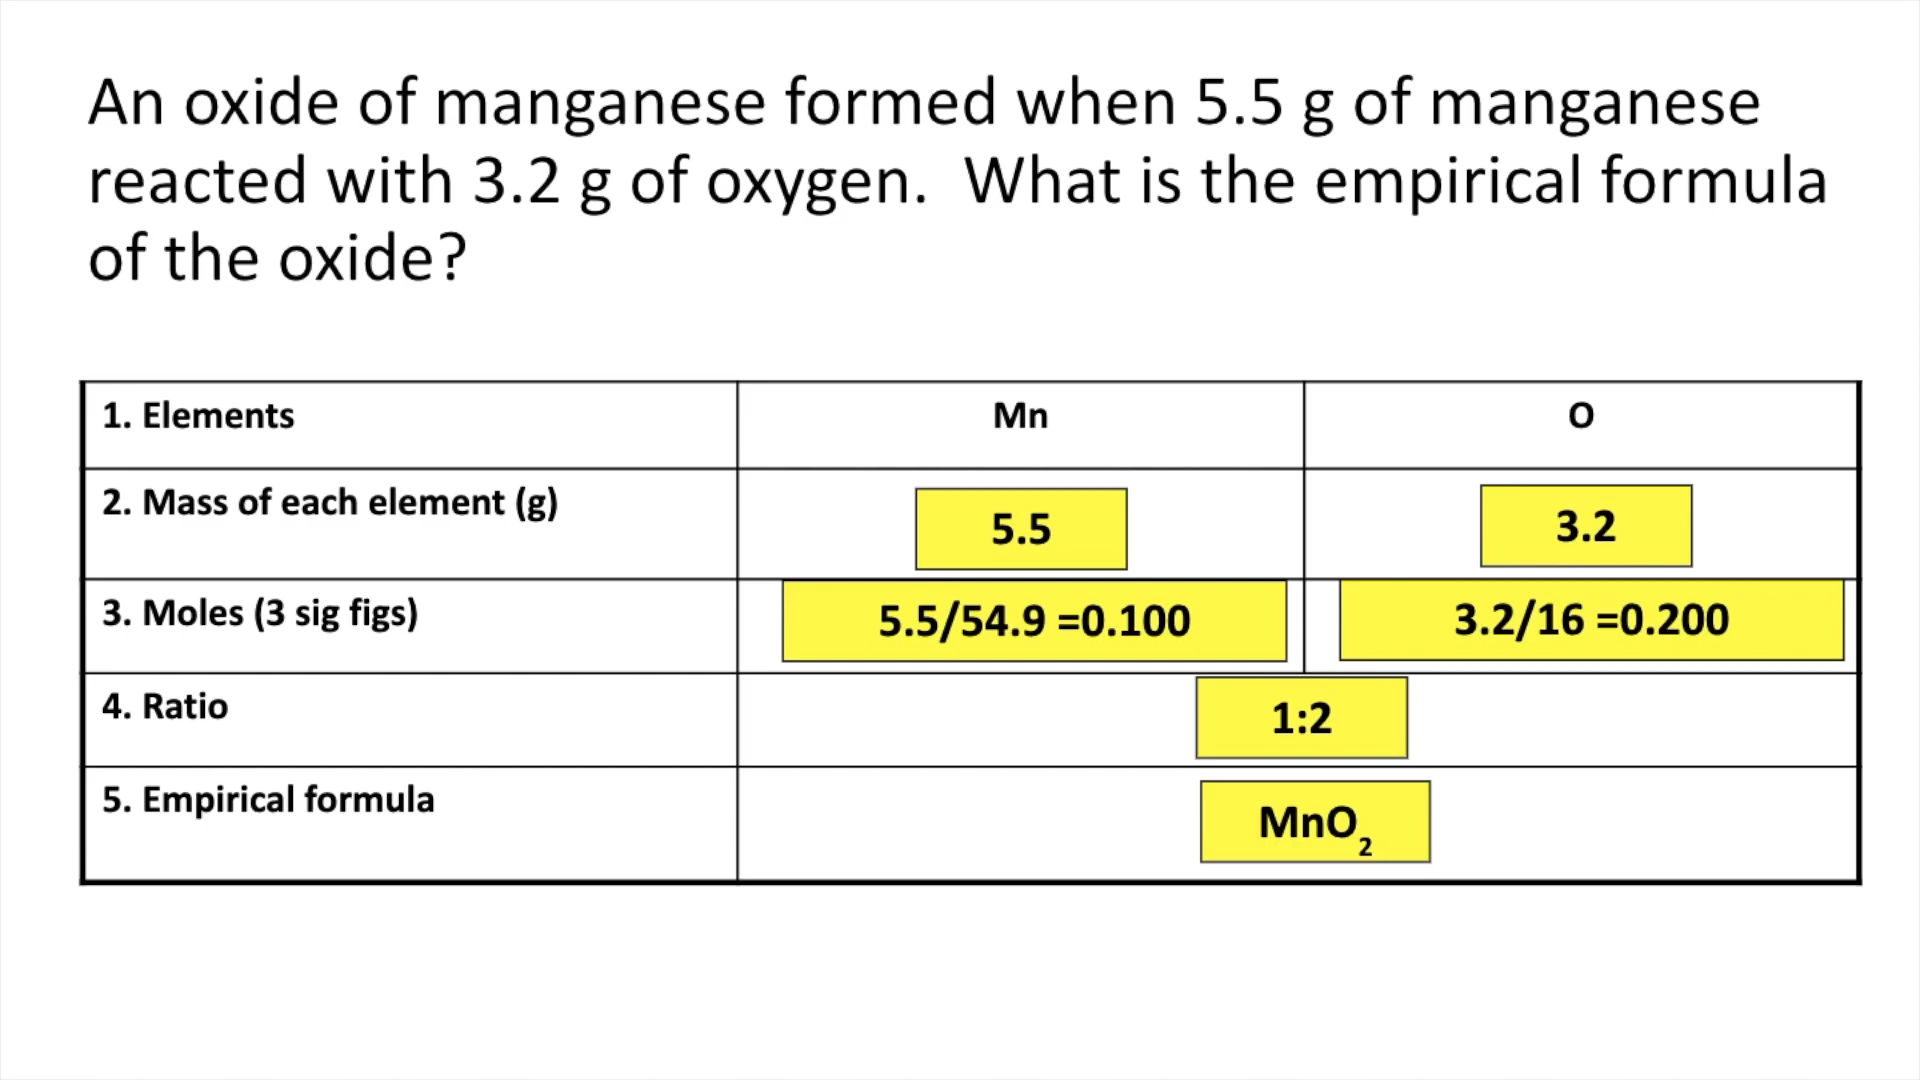 An oxide of manganese formed when 5.5 g of manganese
reacted with 3.2 g of oxygen.  What is the empirical formula
of the oxide?
1. Elements
Mn
O
2. Mass of each element (g)
5.5
3.2
3. Moles (3 sig figs)
5.5/54.9 =0.100
3.2/16 =0.200
4. Ratio
1:2
5. Empirical formula
MnO₂